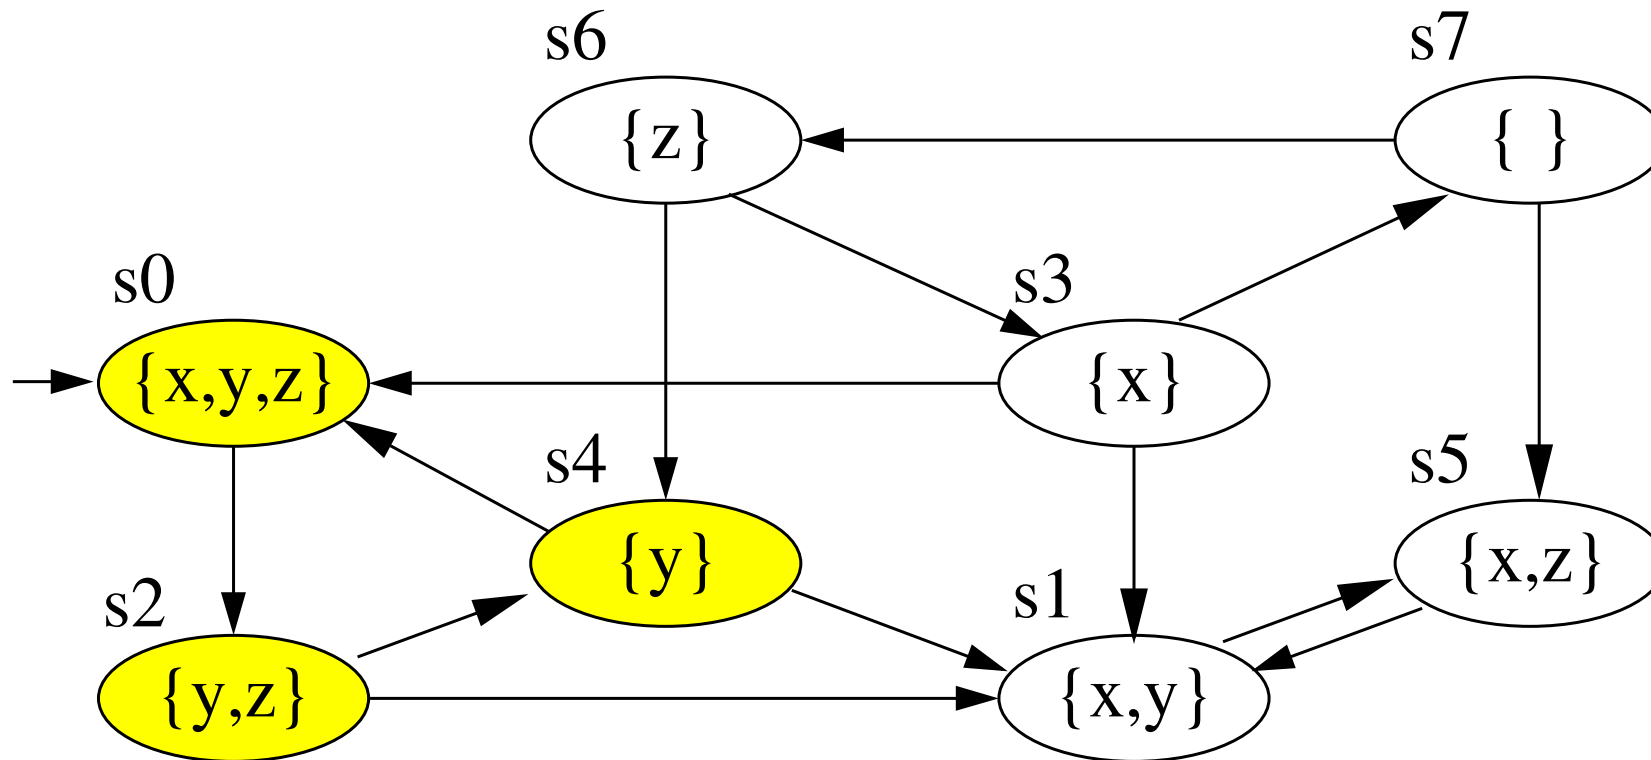 s6
s7
{z}
{ }
s0
s3
{x,y,z}
{x}
s4
s5
{y}
{x,z}
s2
s1
{y,z}
{x,y}